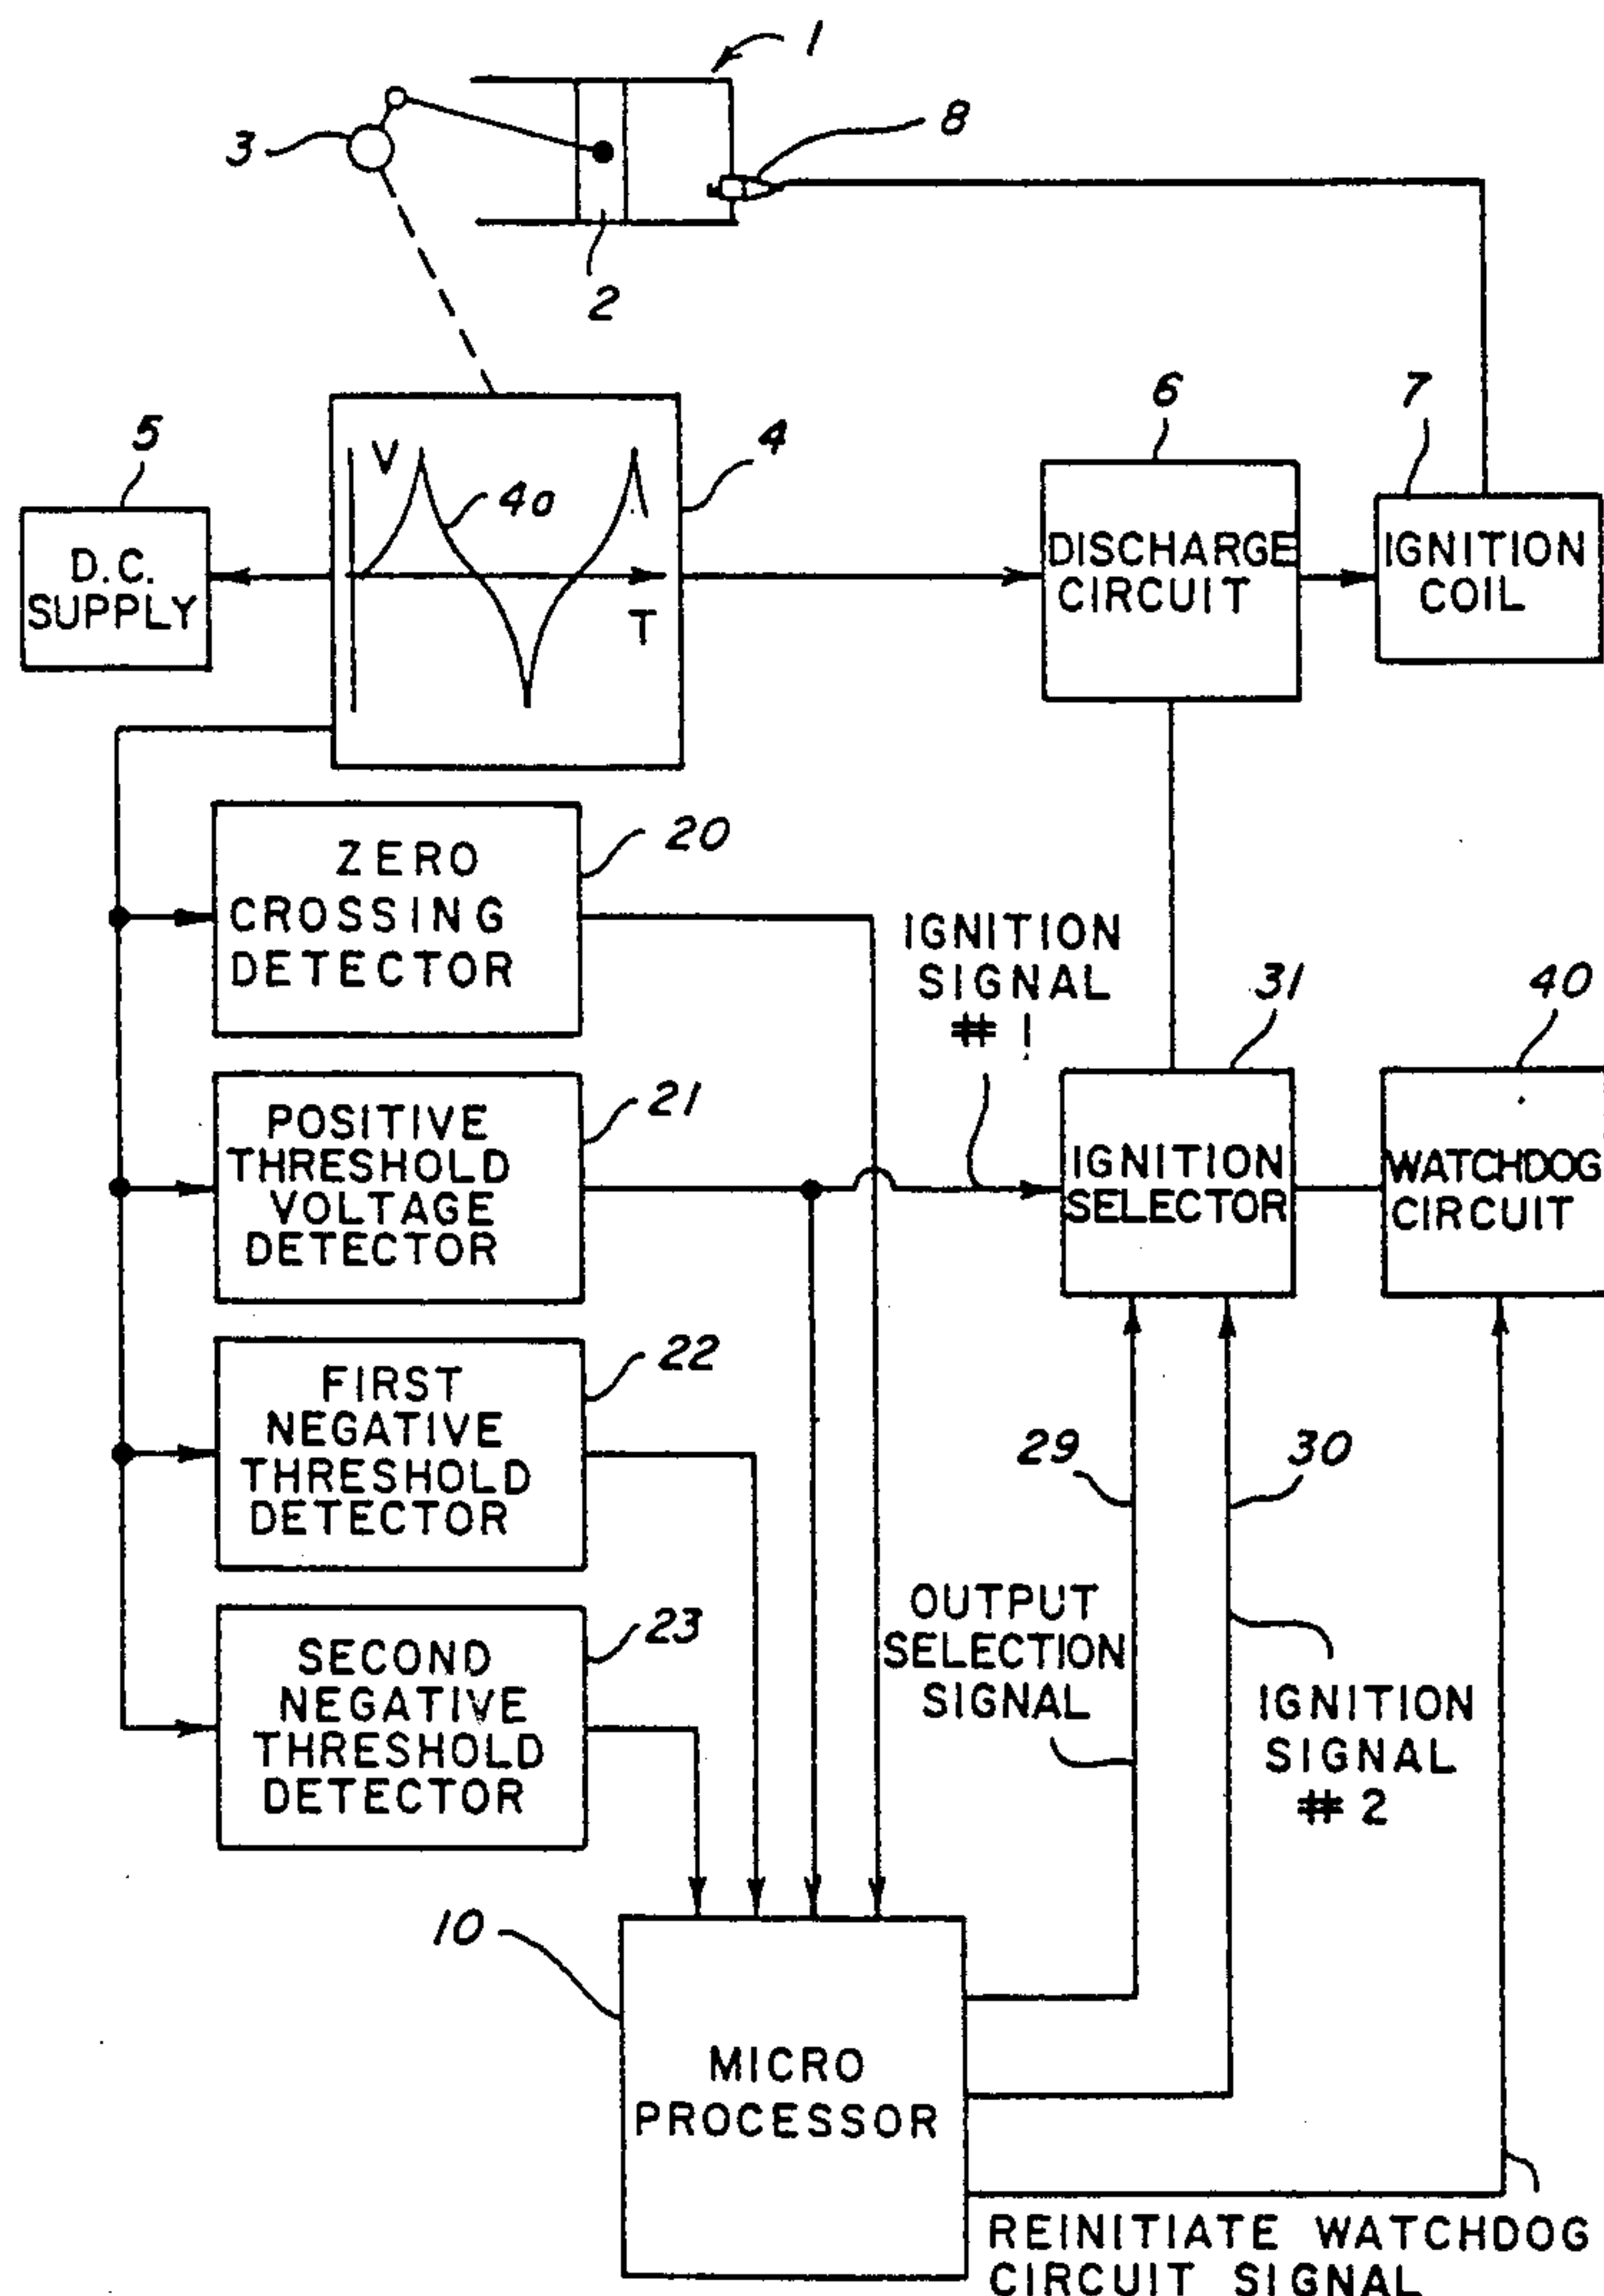 1
3
8
2
5
V
4a
4
T
6
7
D.C.
SUPPLY
DISCHARGE
CIRCUIT
IGNITION
COIL
ZERO
CROSSING
DETECTOR
20
IGNITION
SIGNAL
# 1
31
40
POSITIVE
THRESHOLD
VOLTAGE
DETECTOR
21
IGNITION
SELECTOR
WATCHDOG
CIRCUIT
FIRST
NEGATIVE
THRESHOLD
DETECTOR
22
29
30
SECOND
NEGATIVE
THRESHOLD
DETECTOR
23
OUTPUT
SELECTION
SIGNAL
IGNITION
SIGNAL
# 2
10
MICRO
PROCESSOR
REINITIATE WATCHDOG
CIRCUIT SIGNAL